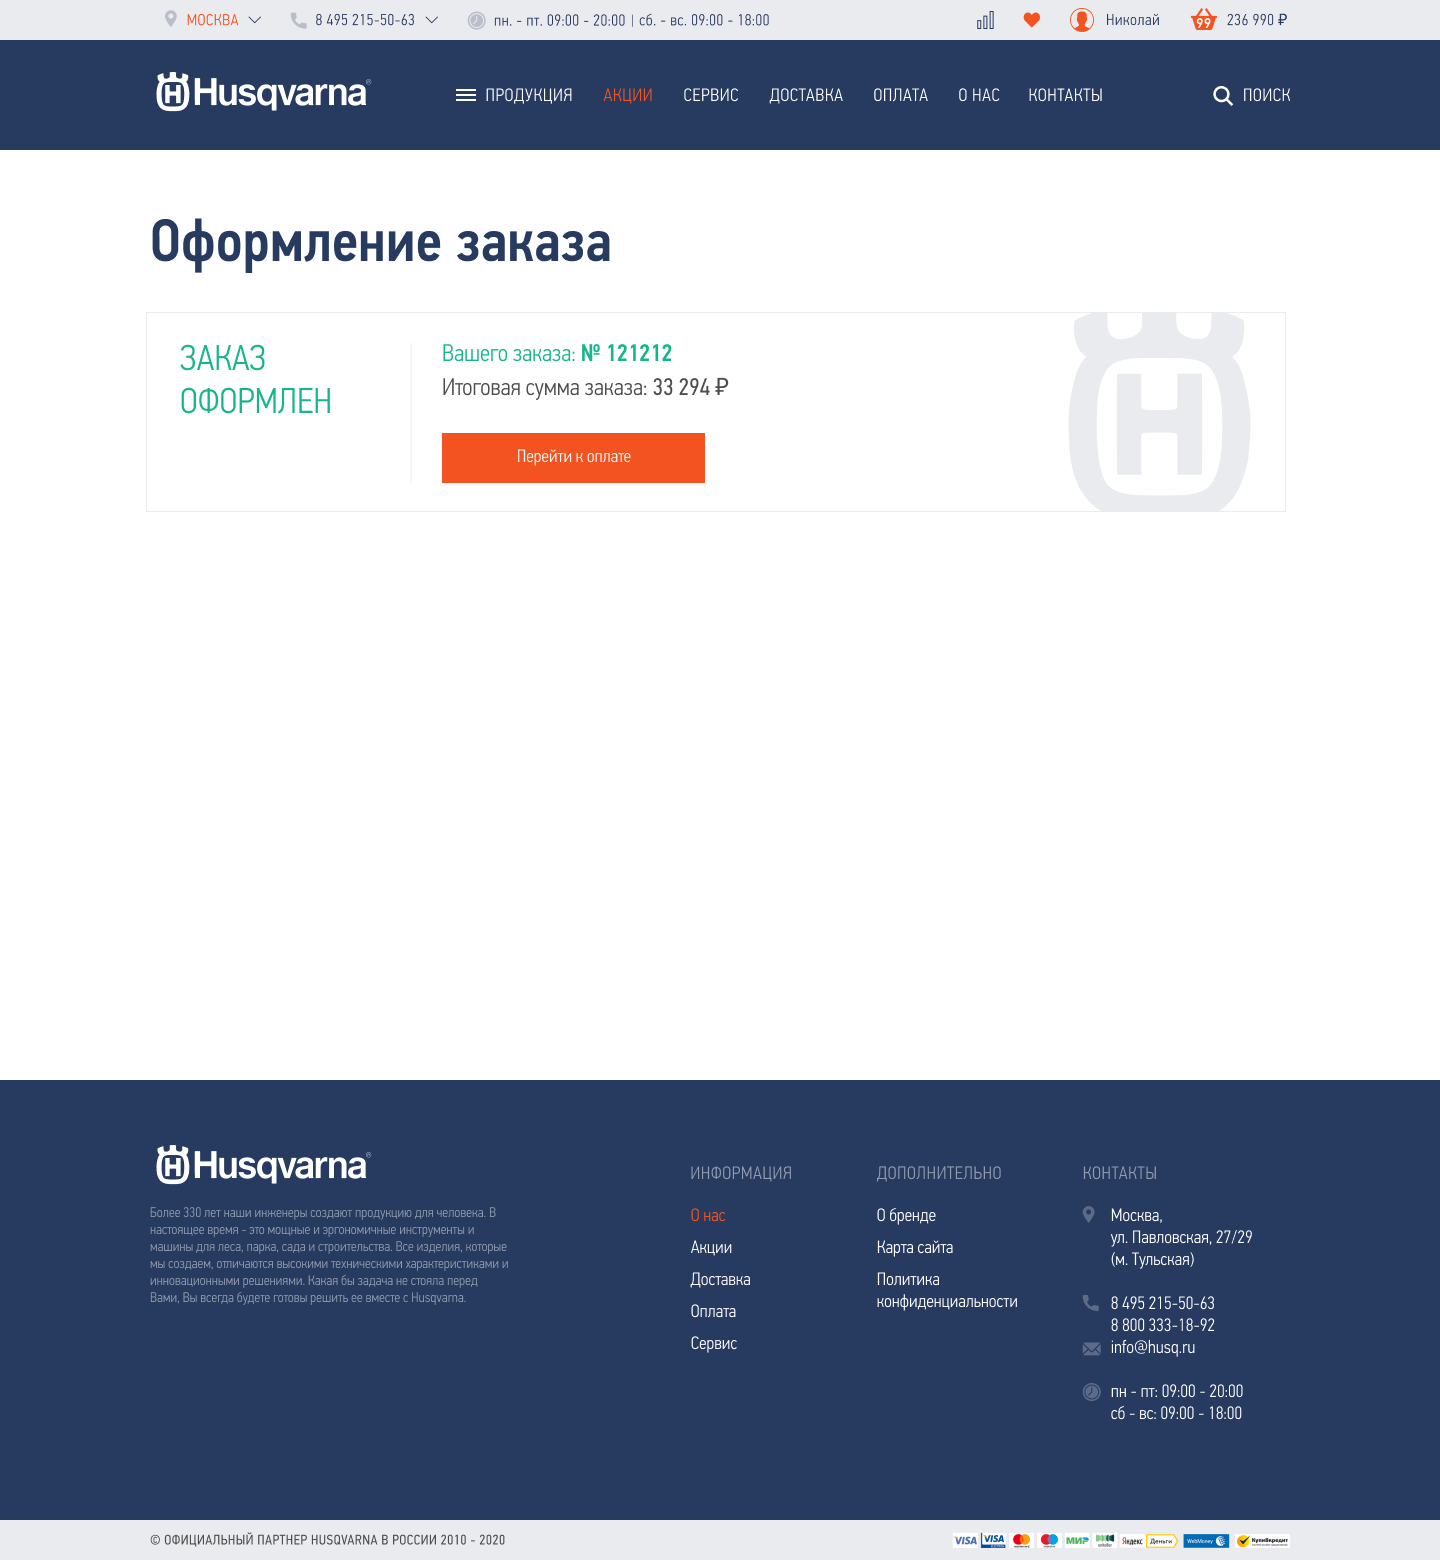 МОСКВА
8 495 215-50-63
пн. - пт. 09:00 - 20:00 | сб. - вс. 09:00 - 18:00
Николай
99
236 990 ₽
Husqvarna®
ПРОДУКЦИЯ
АКЦИИ
СЕРВИС
ДОСТАВКА
ОПЛАТА
О НАС
КОНТАКТЫ
ПОИСК
Оформление заказа
ЗАКАЗ
ОФОРМЛЕН
Вашего заказа: № 121212
Итоговая сумма заказа: 33 294 ₽
Перейти к оплате
Husqvarna®
Более 330 лет наши инженеры создают продукцию для человека. В
настоящее время - это мощные и эргономичные инструменты и
машины для леса, парка, сада и строительства. Все изделия, которые
мы создаем, отличаются высокими техническими характеристиками и
инновационными решениями. Какая бы задача не стояла перед
Вами, Вы всегда будете готовы решить ее вместе с Husqvarna.
ИНФОРМАЦИЯ
О нас
Акции
Доставка
Оплата
Сервис
ДОПОЛНИТЕЛЬНО
О бренде
Карта сайта
Политика
конфиденциальности
КОНТАКТЫ
Москва,
ул. Павловская, 27/29
(м. Тульская)
8 495 215-50-63
8 800 333-18-92
info@husq.ru
пн - пт: 09:00 - 20:00
сб - вс: 09:00 - 18:00
© ОФИЦИАЛЬНЫЙ ПАРТНЕР HUSQVARNA В РОССИИ 2010 - 2020
VISA
VISA
МИР
Яндекс Деньги
WebMoney
КупиВкредит